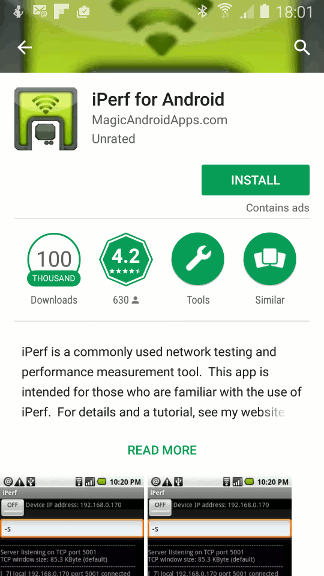 18:01
iPerf for Android
MagicAndroidApps.com
Unrated
INSTALL
Contains ads
100
THOUSAND
4.2
Downloads
630
Tools
Similar
iPerf is a commonly used network testing and
performance measurement tool. This app is
intended for those who are familiar with the use of
iPerf. For details and a tutorial, see my website
READ MORE
10:20 PM
iPerf
OFF
Device IP address: 192.168.0.170
-s
Server listening on TCP port 5001
TCP window size: 85.3 KByte (default)
[ 7] local 192.168.0.170 port 5001 connected
10:20 PM
iPerf
OFF
Device IP address: 192.168.0.170
-s
Server listening on TCP port 5001
TCP window size: 85.3 KByte (default)
[ 7] local 192.168.0.170 port 5001 connected